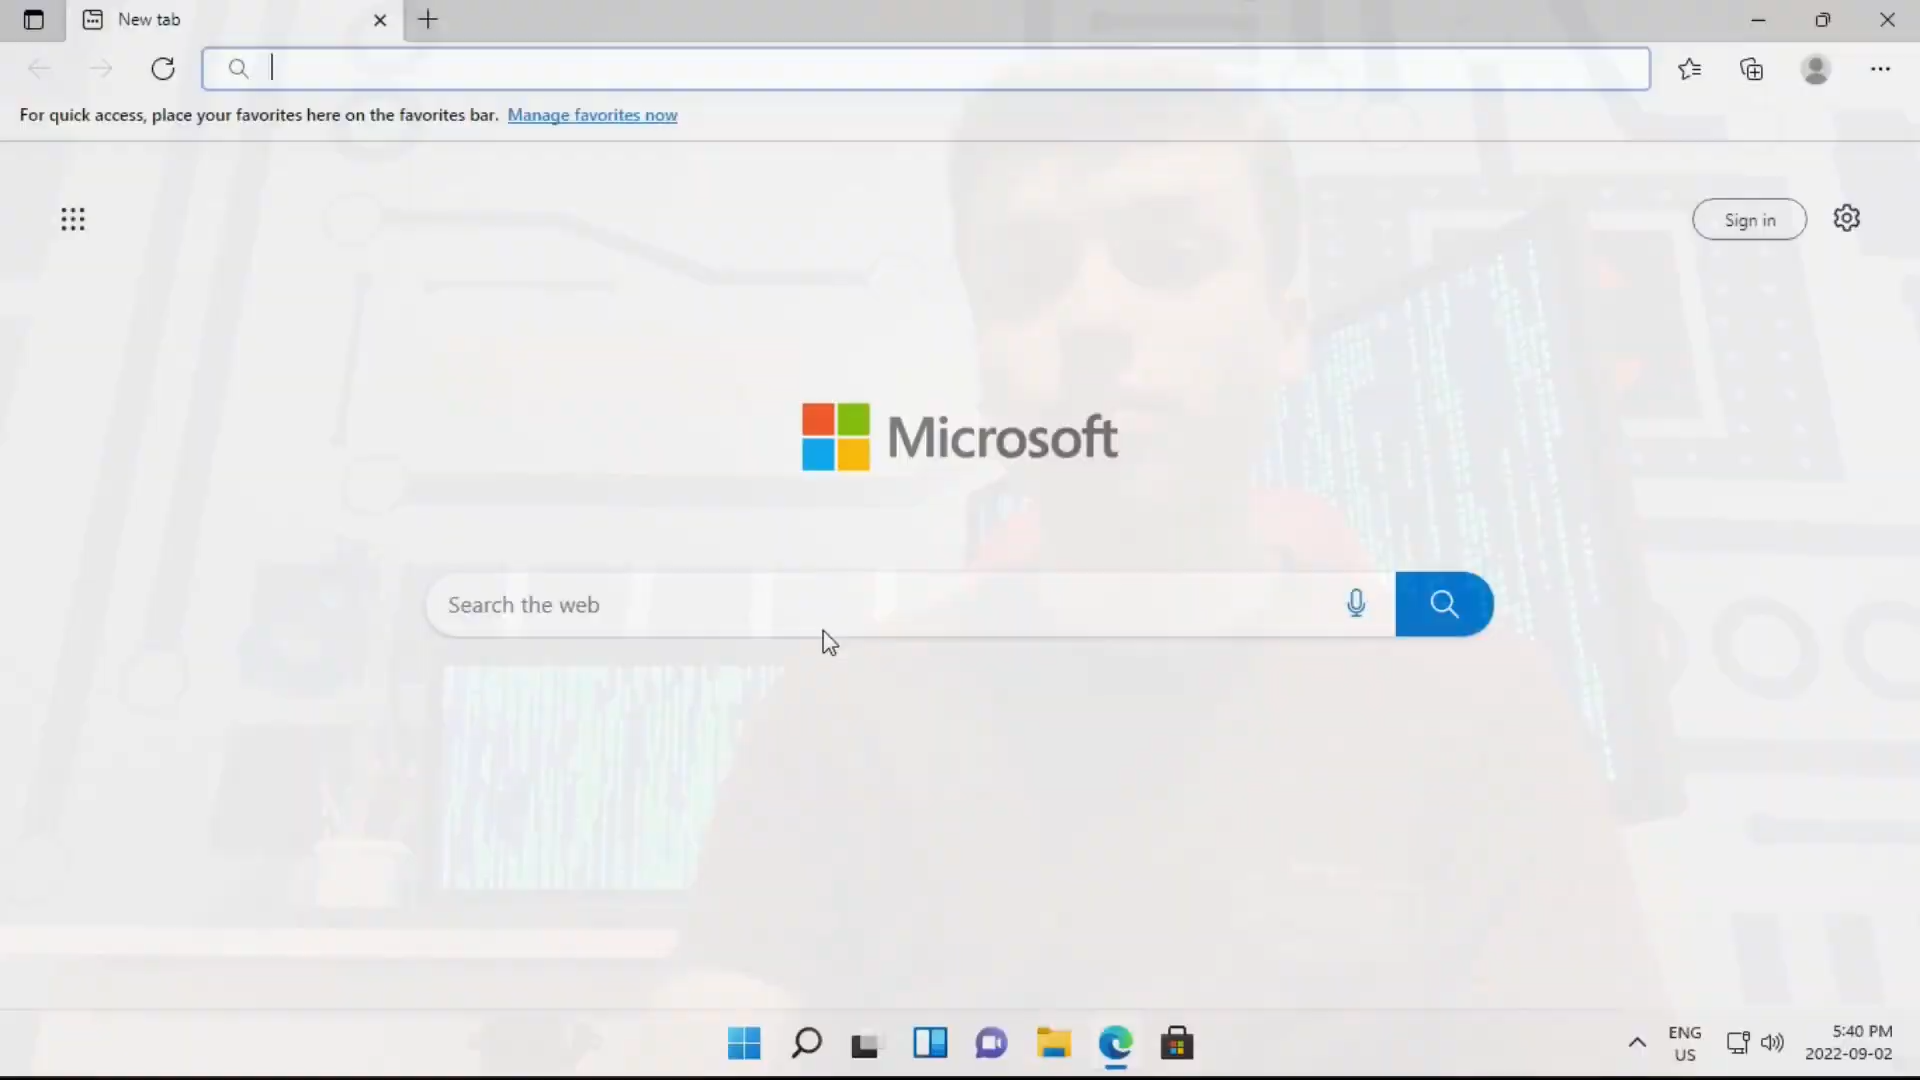 New tab
For quick access, place your favorites here on the favorites bar. Manage favorites now
Sign in
Microsoft
Search the web
ENG
US
5:40 PM
2022-09-02